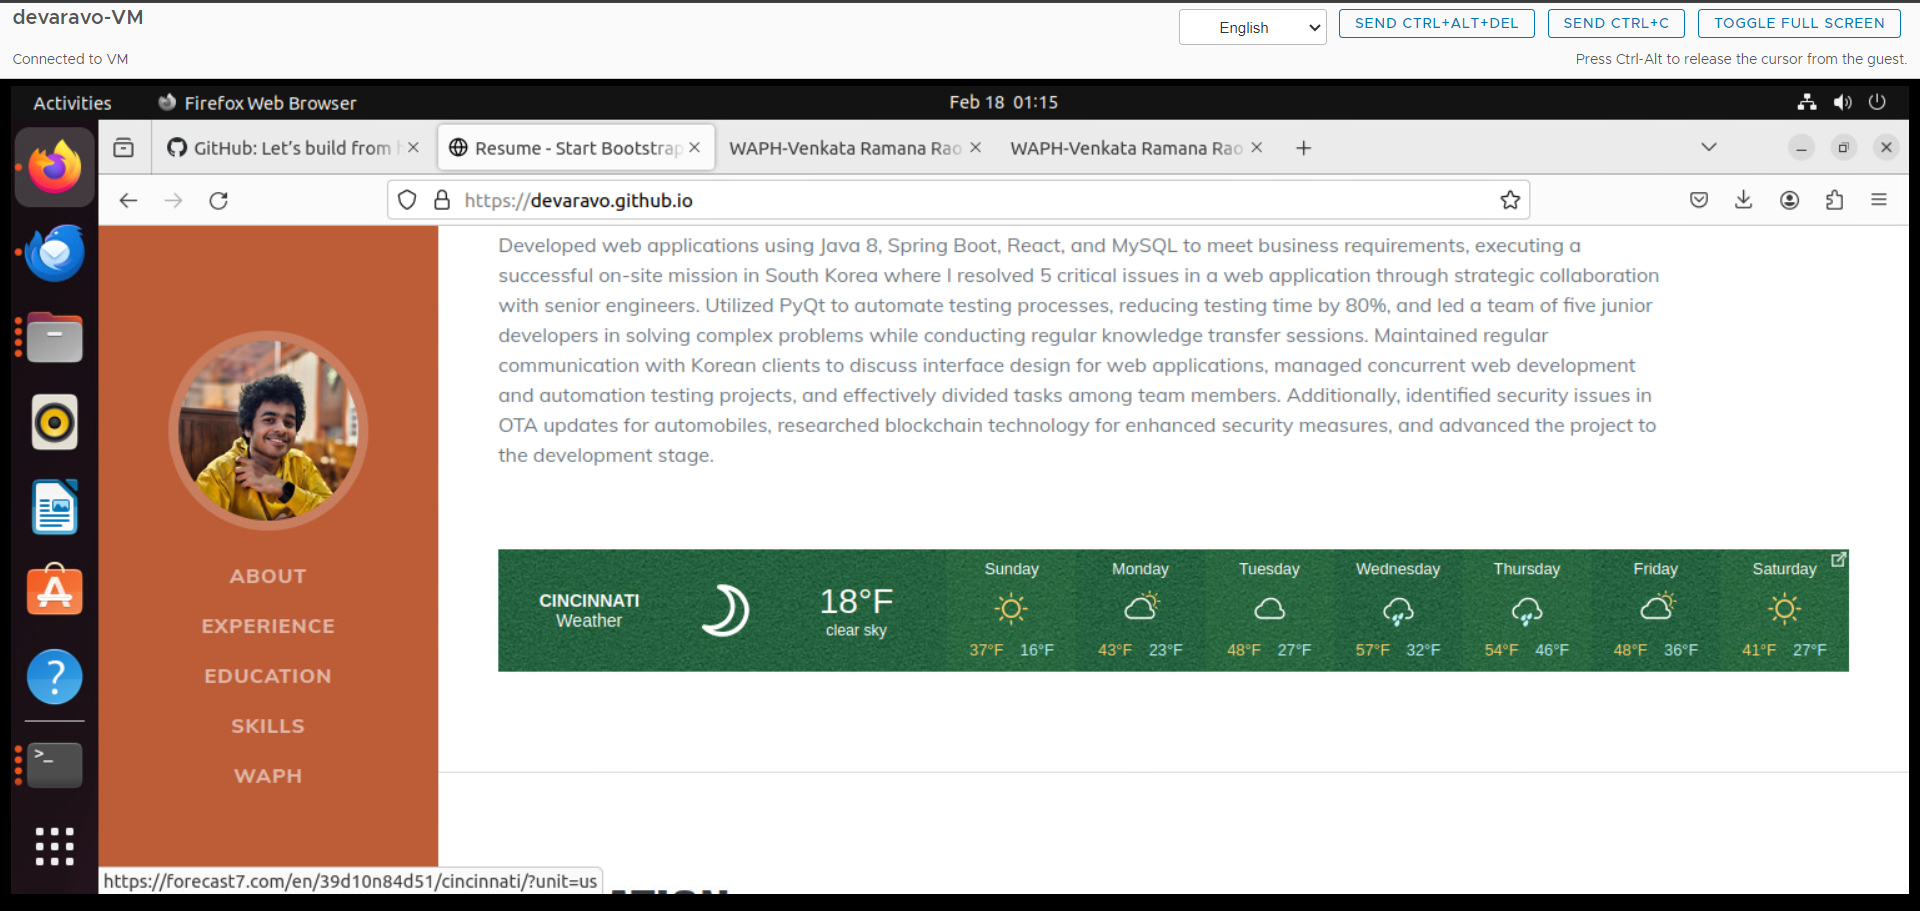 devaravo-VM
English
SEND CTRL+ALT+DEL
SEND CTRL+C
TOGGLE FULL SCREEN
Connected to VM
Press Ctrl-Alt to release the cursor from the guest.
Activities
Firefox Web Browser
Feb 18 01:15
GitHub: Let's build from
Resume - Start Bootstrap
WAPH-Venkata Ramana Rao
WAPH-Venkata Ramana Rao
https://devaravo.github.io
Developed web applications using Java 8, Spring Boot, React, and MySQL to meet business requirements, executing a
successful on-site mission in South Korea where I resolved 5 critical issues in a web application through strategic collaboration
with senior engineers. Utilized PyQt to automate testing processes, reducing testing time by 80%, and led a team of five junior
developers in solving complex problems while conducting regular knowledge transfer sessions. Maintained regular
communication with Korean clients to discuss interface design for web applications, managed concurrent web development
and automation testing projects, and effectively divided tasks among team members. Additionally, identified security issues in
OTA updates for automobiles, researched blockchain technology for enhanced security measures, and advanced the project to
the development stage.
ABOUT
EXPERIENCE
EDUCATION
SKILLS
WAPH
CINCINNATI
Weather
18°F
clear sky
Sunday
37°F 16°F
Monday
43°F 23°F
Tuesday
48°F 27°F
Wednesday
57°F 32°F
Thursday
54°F 46°F
Friday
48°F 36°F
Saturday
41°F 27°F
https://forecast7.com/en/39d10n84d51/cincinnati/?unit=us